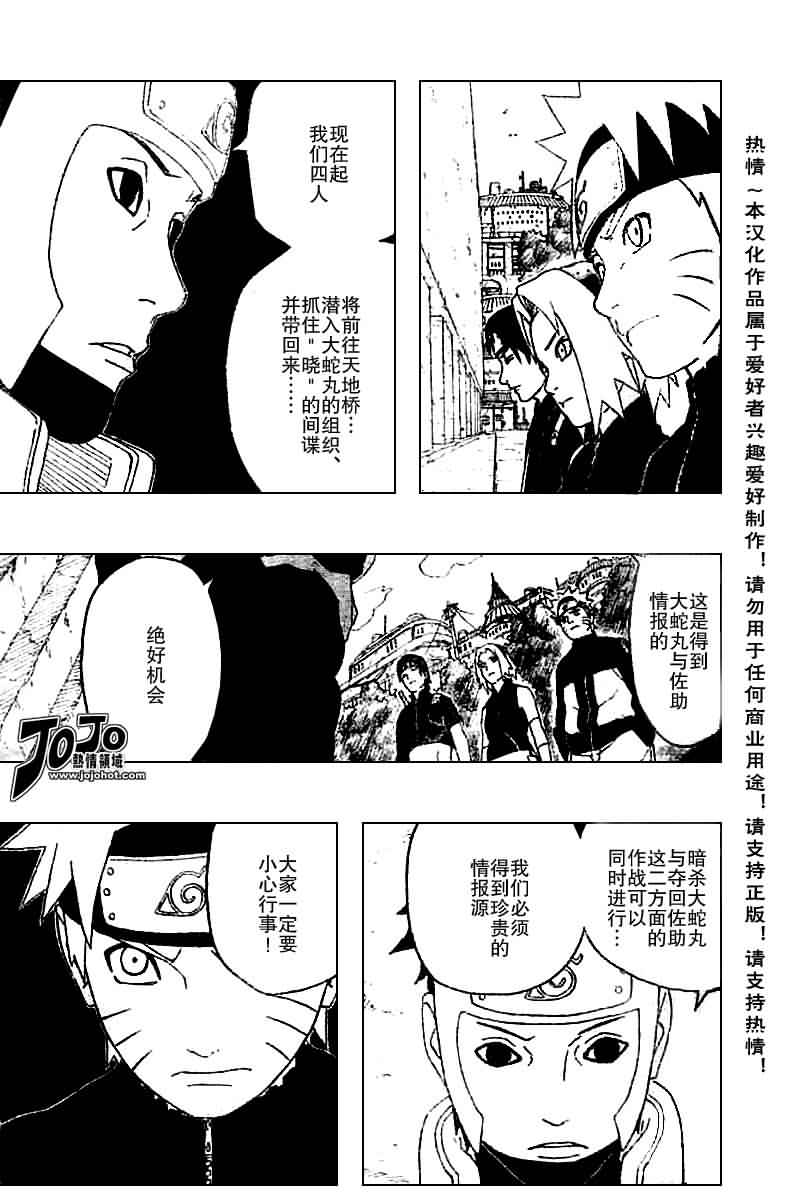 现在起
我们四人
将前往天地桥…
潜入大蛇丸的组织、
抓住"晓"的间谍
并带回来……
这是得到
大蛇丸与佐助
情报的
绝好机会
暗杀大蛇丸
与夺回佐助
这二方面的
作战可以
同时进行…
我们必须
得到珍贵的
情报源
大家一定要
小心行事！
JOJO
熱情領域
www.jojohot.com
热情～本汉化作品属于爱好者兴趣爱好制作！请勿用于任何商业用途！请支持正版！请支持热情！